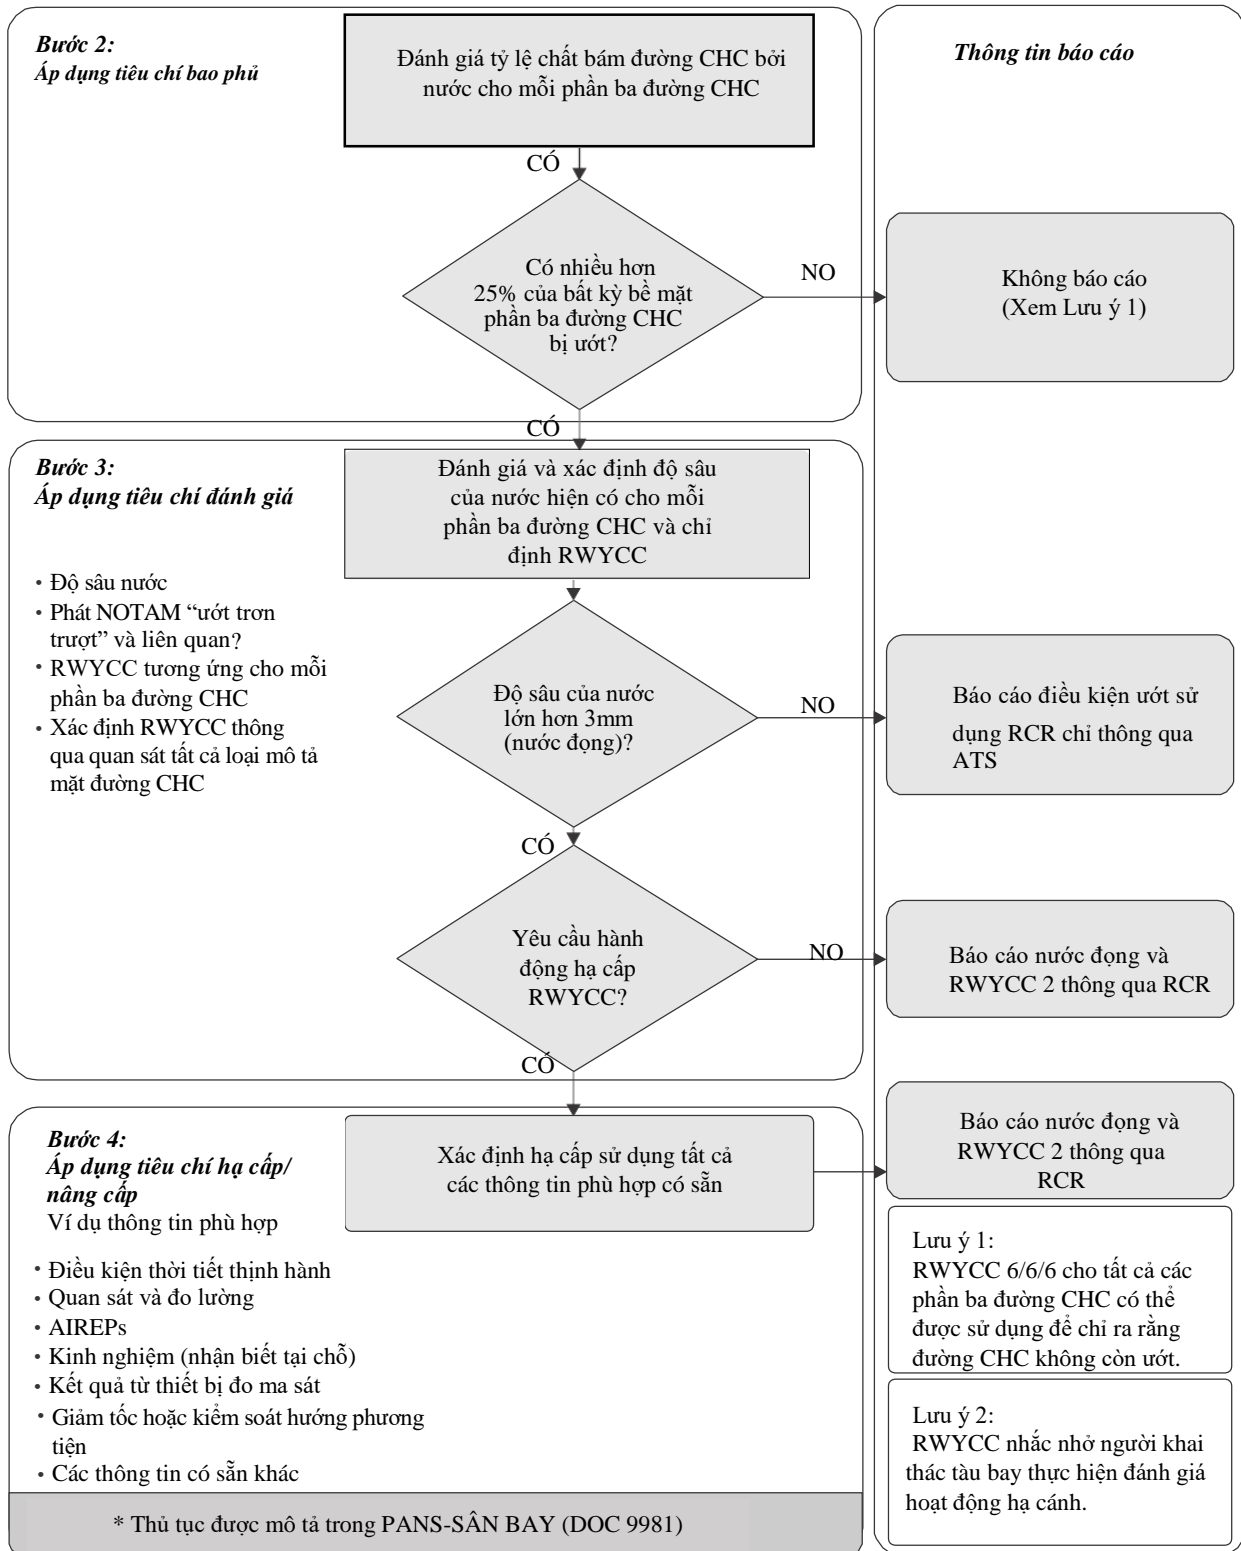 Bước 2:
Áp dụng tiêu chí bao phủ
Đánh giá tỷ lệ chất bám đường CHC bởi
nước cho mỗi phần ba đường CHC
Thông tin báo cáo
CÓ
Có nhiều hơn
25% của bất kỳ bề mặt
phần ba đường CHC
bị ướt?
NO
Không báo cáo
(Xem Lưu ý 1)
CÓ
Bước 3:
Áp dụng tiêu chí đánh giá
Đánh giá và xác định độ sâu
của nước hiện có cho mỗi
phần ba đường CHC và chỉ
định RWYCC
• Độ sâu nước
• Phát NOTAM “ướt trơn
trượt” và liên quan?
• RWYCC tương ứng cho mỗi
phần ba đường CHC
• Xác định RWYCC thông
qua quan sát tất cả loại mô tả
mặt đường CHC
Độ sâu của nước
lớn hơn 3mm
(nước đọng)?
NO
Báo cáo điều kiện ướt sử
dụng RCR chỉ thông qua
ATS
CÓ
Yêu cầu hành
động hạ cấp
RWYCC?
NO
Báo cáo nước đọng và
RWYCC 2 thông qua RCR
CÓ
Bước 4:
Áp dụng tiêu chí hạ cấp/
nâng cấp
Ví dụ thông tin phù hợp
Xác định hạ cấp sử dụng tất cả
các thông tin phù hợp có sẵn
Báo cáo nước đọng và
RWYCC 2 thông qua
RCR
• Điều kiện thời tiết thịnh hành
• Quan sát và đo lường
• AIREPs
• Kinh nghiệm (nhận biết tại chỗ)
• Kết quả từ thiết bị đo ma sát
• Giảm tốc hoặc kiểm soát hướng phương
tiện
• Các thông tin có sẵn khác
Lưu ý 1:
RWYCC 6/6/6 cho tất cả các
phần ba đường CHC có thể
được sử dụng để chỉ ra rằng
đường CHC không còn ướt.
Lưu ý 2:
RWYCC nhắc nhở người khai
thác tàu bay thực hiện đánh giá
hoạt động hạ cánh.
* Thủ tục được mô tả trong PANS-SÂN BAY (DOC 9981)